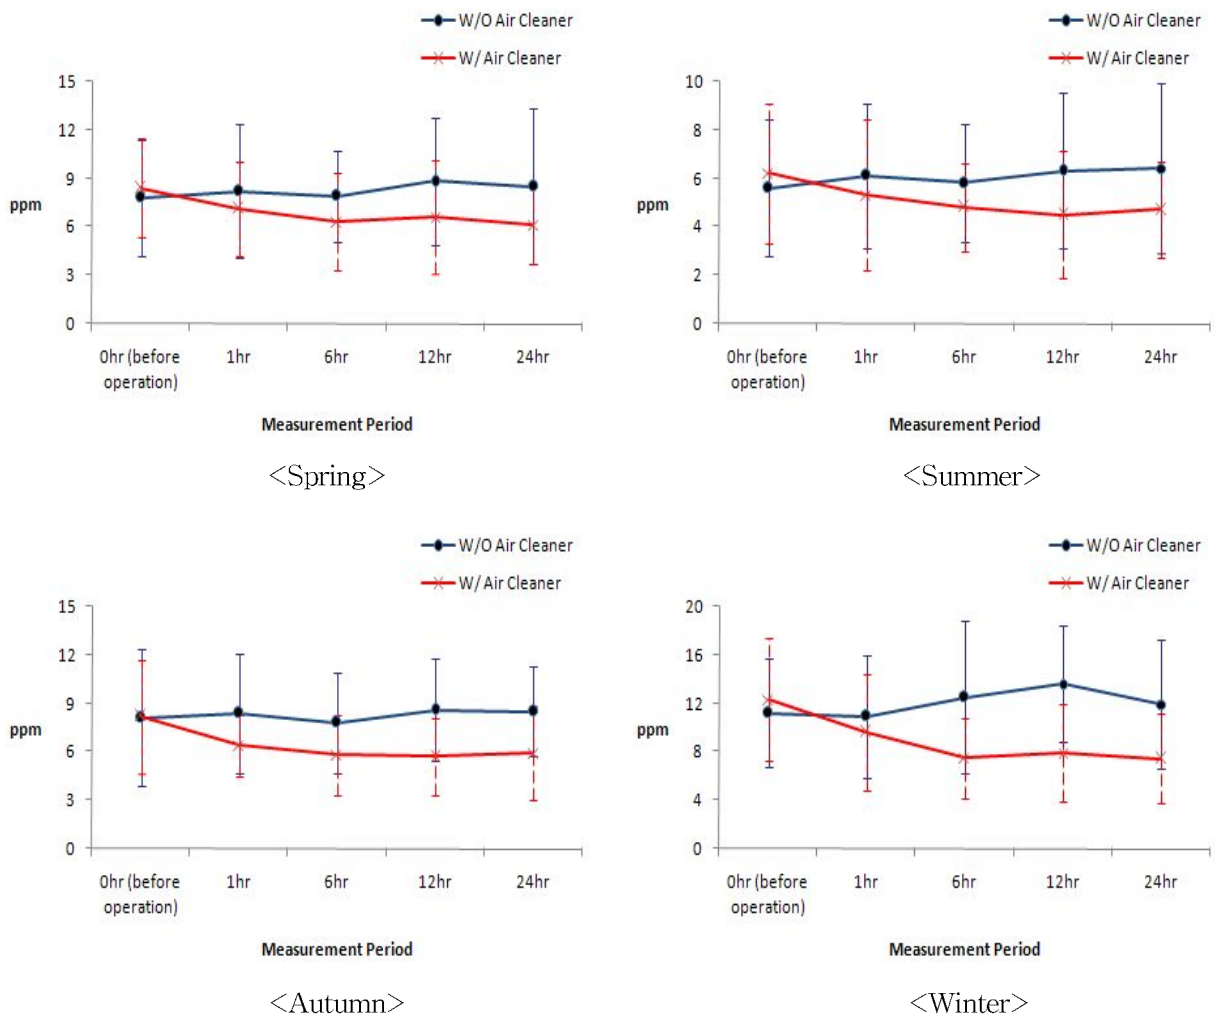 W/O Air Cleaner
W/ Air Cleaner
15
12
9
6
3
0
ppm
0hr (before operation)
1hr
6hr
12hr
24hr
Measurement Period
<Spring>
W/O Air Cleaner
W/ Air Cleaner
10
8
6
4
2
0
ppm
0hr (before operation)
1hr
6hr
12hr
24hr
Measurement Period
<Summer>
W/O Air Cleaner
W/ Air Cleaner
15
12
9
6
3
0
ppm
0hr (before operation)
1hr
6hr
12hr
24hr
Measurement Period
<Autumn>
W/O Air Cleaner
W/ Air Cleaner
20
16
12
8
4
0
ppm
0hr (before operation)
1hr
6hr
12hr
24hr
Measurement Period
<Winter>